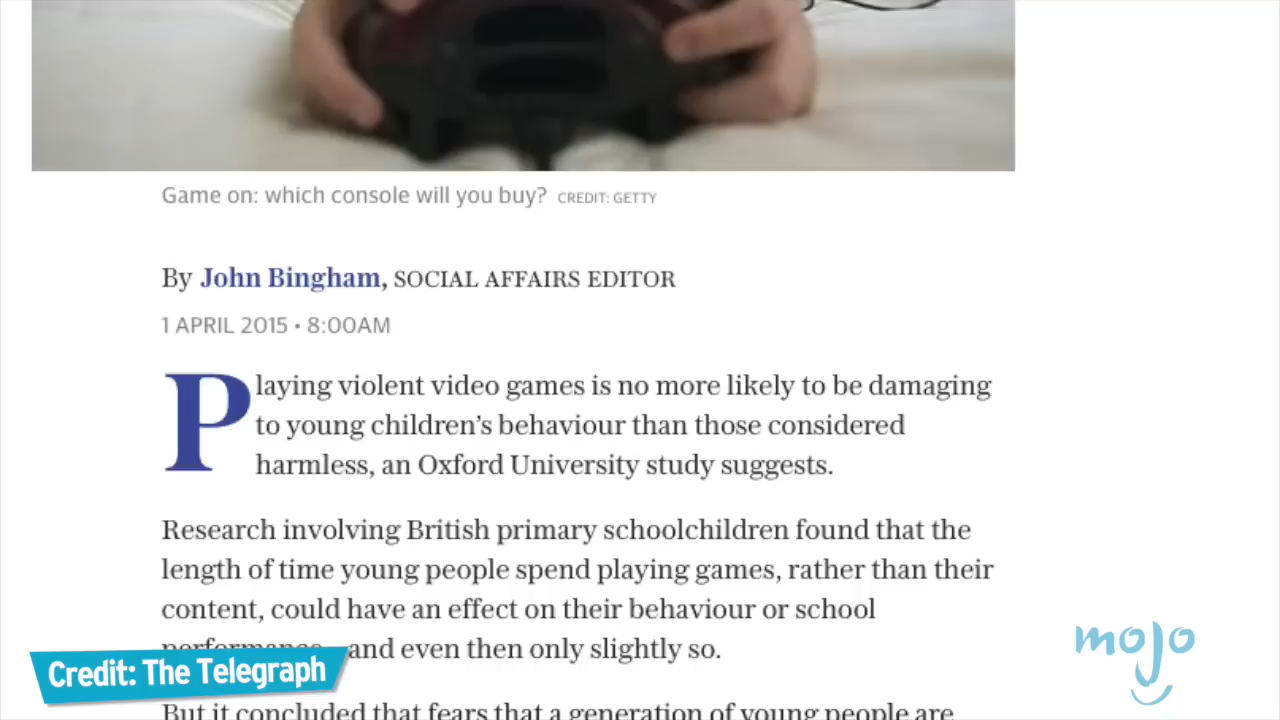 Game on: which console will you buy? CREDIT: GETTY
By John Bingham, SOCIAL AFFAIRS EDITOR
1 APRIL 2015 • 8:00AM
Playing violent video games is no more likely to be damaging
to young children’s behaviour than those considered
harmless, an Oxford University study suggests.
Research involving British primary schoolchildren found that the
length of time young people spend playing games, rather than their
content, could have an effect on their behaviour or school
performance and even then only slightly so.
But it concluded that fears that a generation of young people are
Credit: The Telegraph
mojo